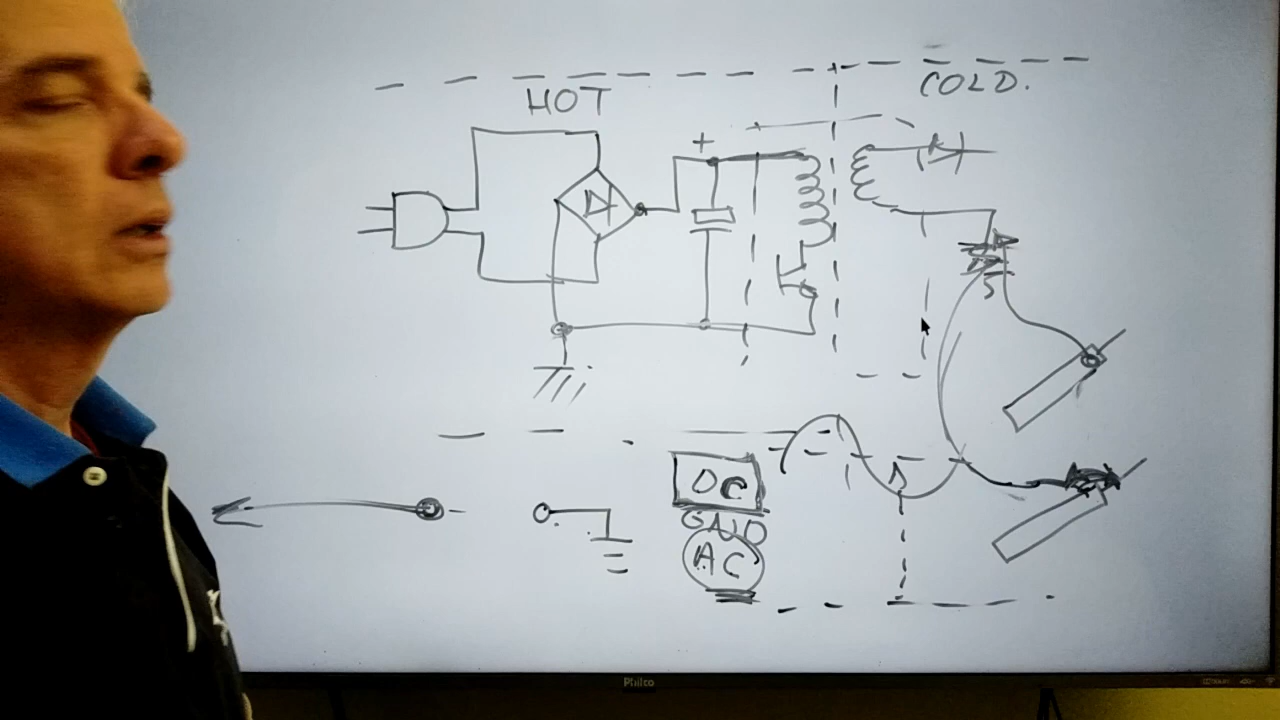 HOT
COLD.
+
DC
GND
AC
Philco